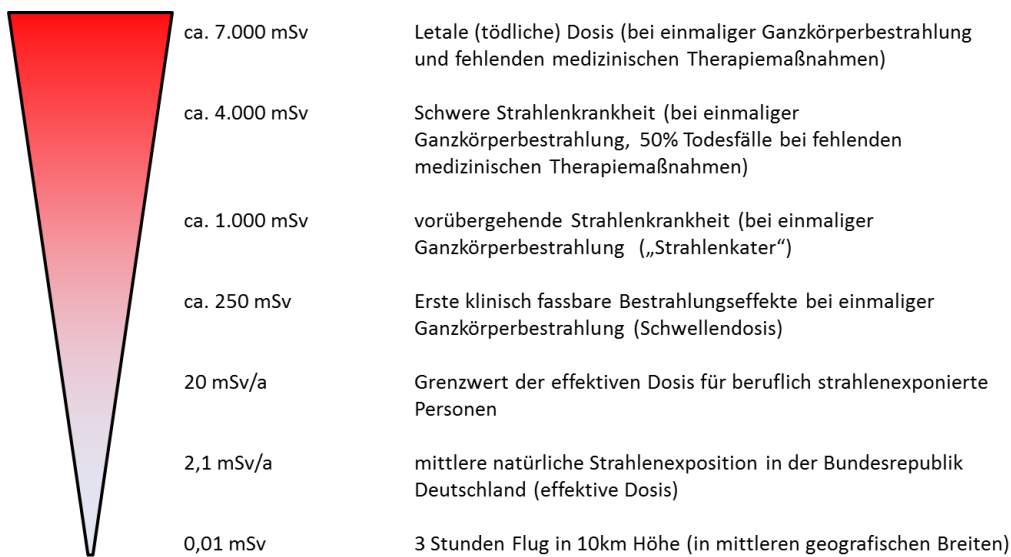 ca. 7.000 mSv Letale (tödliche) Dosis (bei einmaliger Ganzkörperbestrahlung
und fehlenden medizinischen Therapiemaßnahmen)
ca. 4.000 mSv Schwere Strahlenkrankheit (bei einmaliger
Ganzkörperbestrahlung, 50% Todesfälle bei fehlenden
medizinischen Therapiemaßnahmen)
ca. 1.000 mSv vorübergehende Strahlenkrankheit (bei einmaliger
Ganzkörperbestrahlung („Strahlenkater“)
ca. 250 mSv Erste klinisch fassbare Bestrahlungseffekte bei einmaliger
Ganzkörperbestrahlung (Schwellendosis)
20 mSv/a Grenzwert der effektiven Dosis für beruflich strahlenexponierte
Personen
2,1 mSv/a mittlere natürliche Strahlenexposition in der Bundesrepublik
Deutschland (effektive Dosis)
0,01 mSv 3 Stunden Flug in 10km Höhe (in mittleren geografischen Breiten)